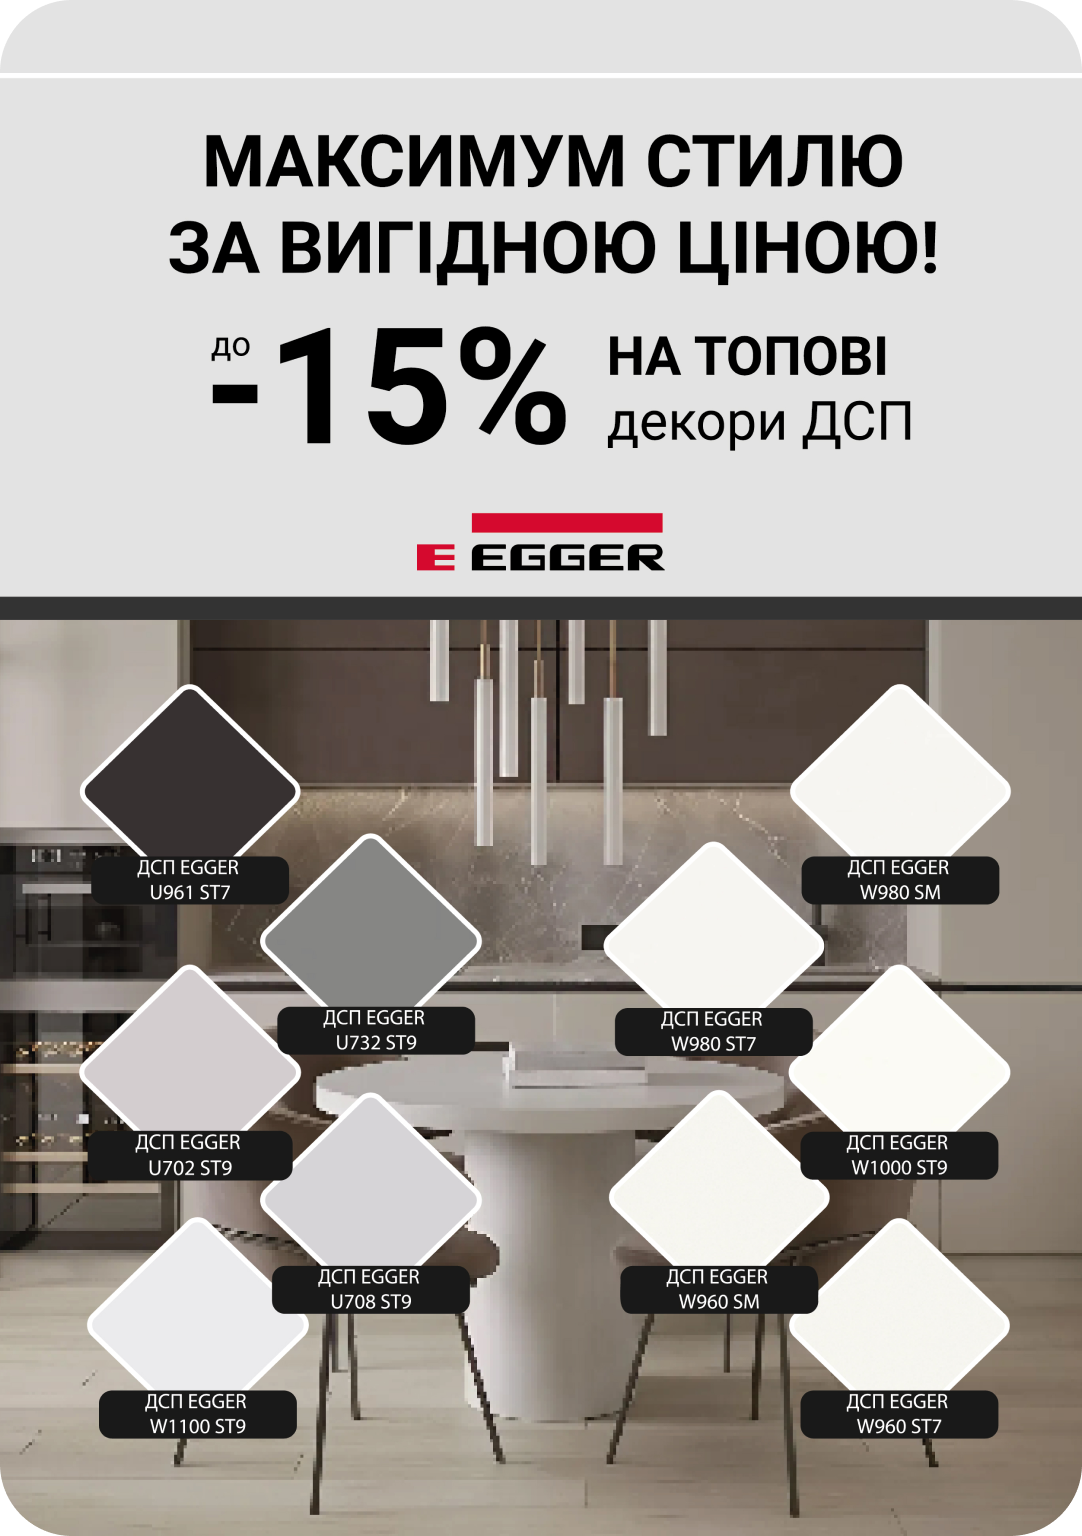 МАКСИМУМ СТИЛЮ
ЗА ВИГІДНОЮ ЦІНОЮ!
до
-15%
НА ТОПОВІ
декори ДСП
E EGGER
ДСП EGGER
U961 ST7
ДСП EGGER
W980 SM
ДСП EGGER
U732 ST9
ДСП EGGER
W980 ST7
ДСП EGGER
U702 ST9
ДСП EGGER
W1000 ST9
ДСП EGGER
U708 ST9
ДСП EGGER
W960 SM
ДСП EGGER
W1100 ST9
ДСП EGGER
W960 ST7